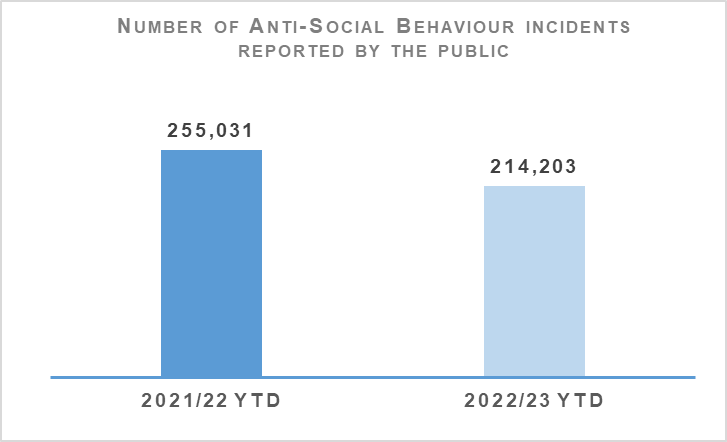 Number of Anti-Social Behaviour incidents
reported by the public
255,031
214,203
2021/22 YTD
2022/23 YTD